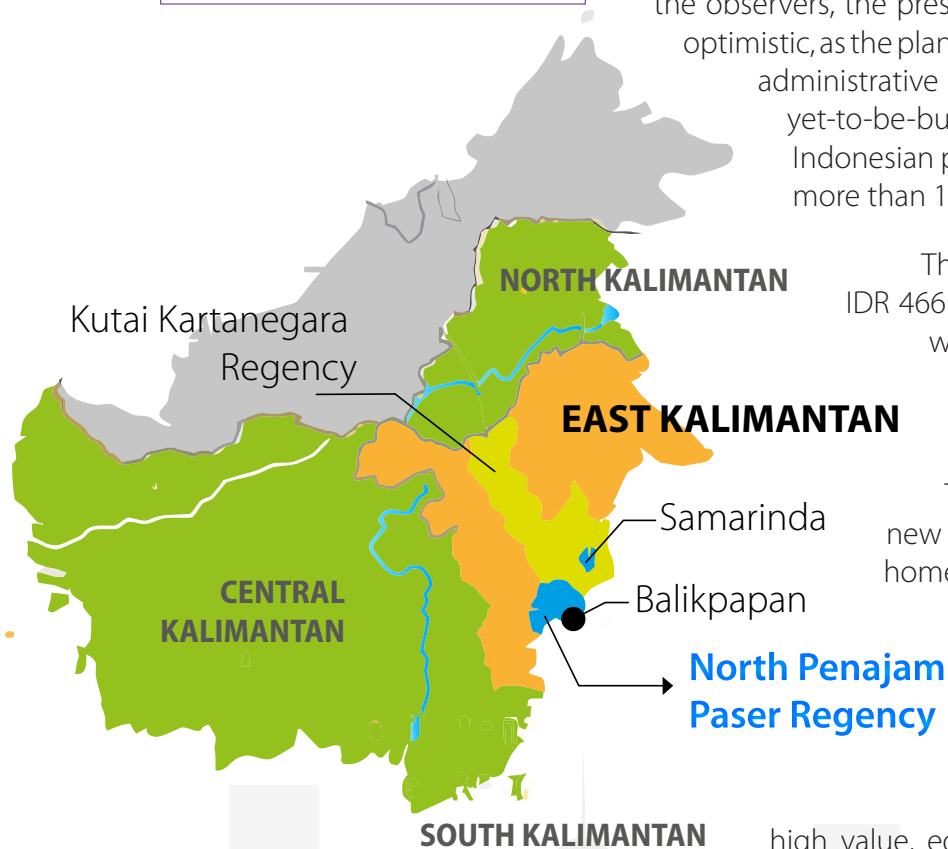 the observers, the pres
optimistic, as the plan
administrative
yet-to-be-bu
Indonesian p
more than 1
Th
IDR 466
w
NORTH KALIMANTAN
Kutai Kartanegara
Regency
EAST KALIMANTAN
Samarinda
new
home
CENTRAL
KALIMANTAN
Balikpapan
North Penajam
Paser Regency
SOUTH KALIMANTAN
high value, ec